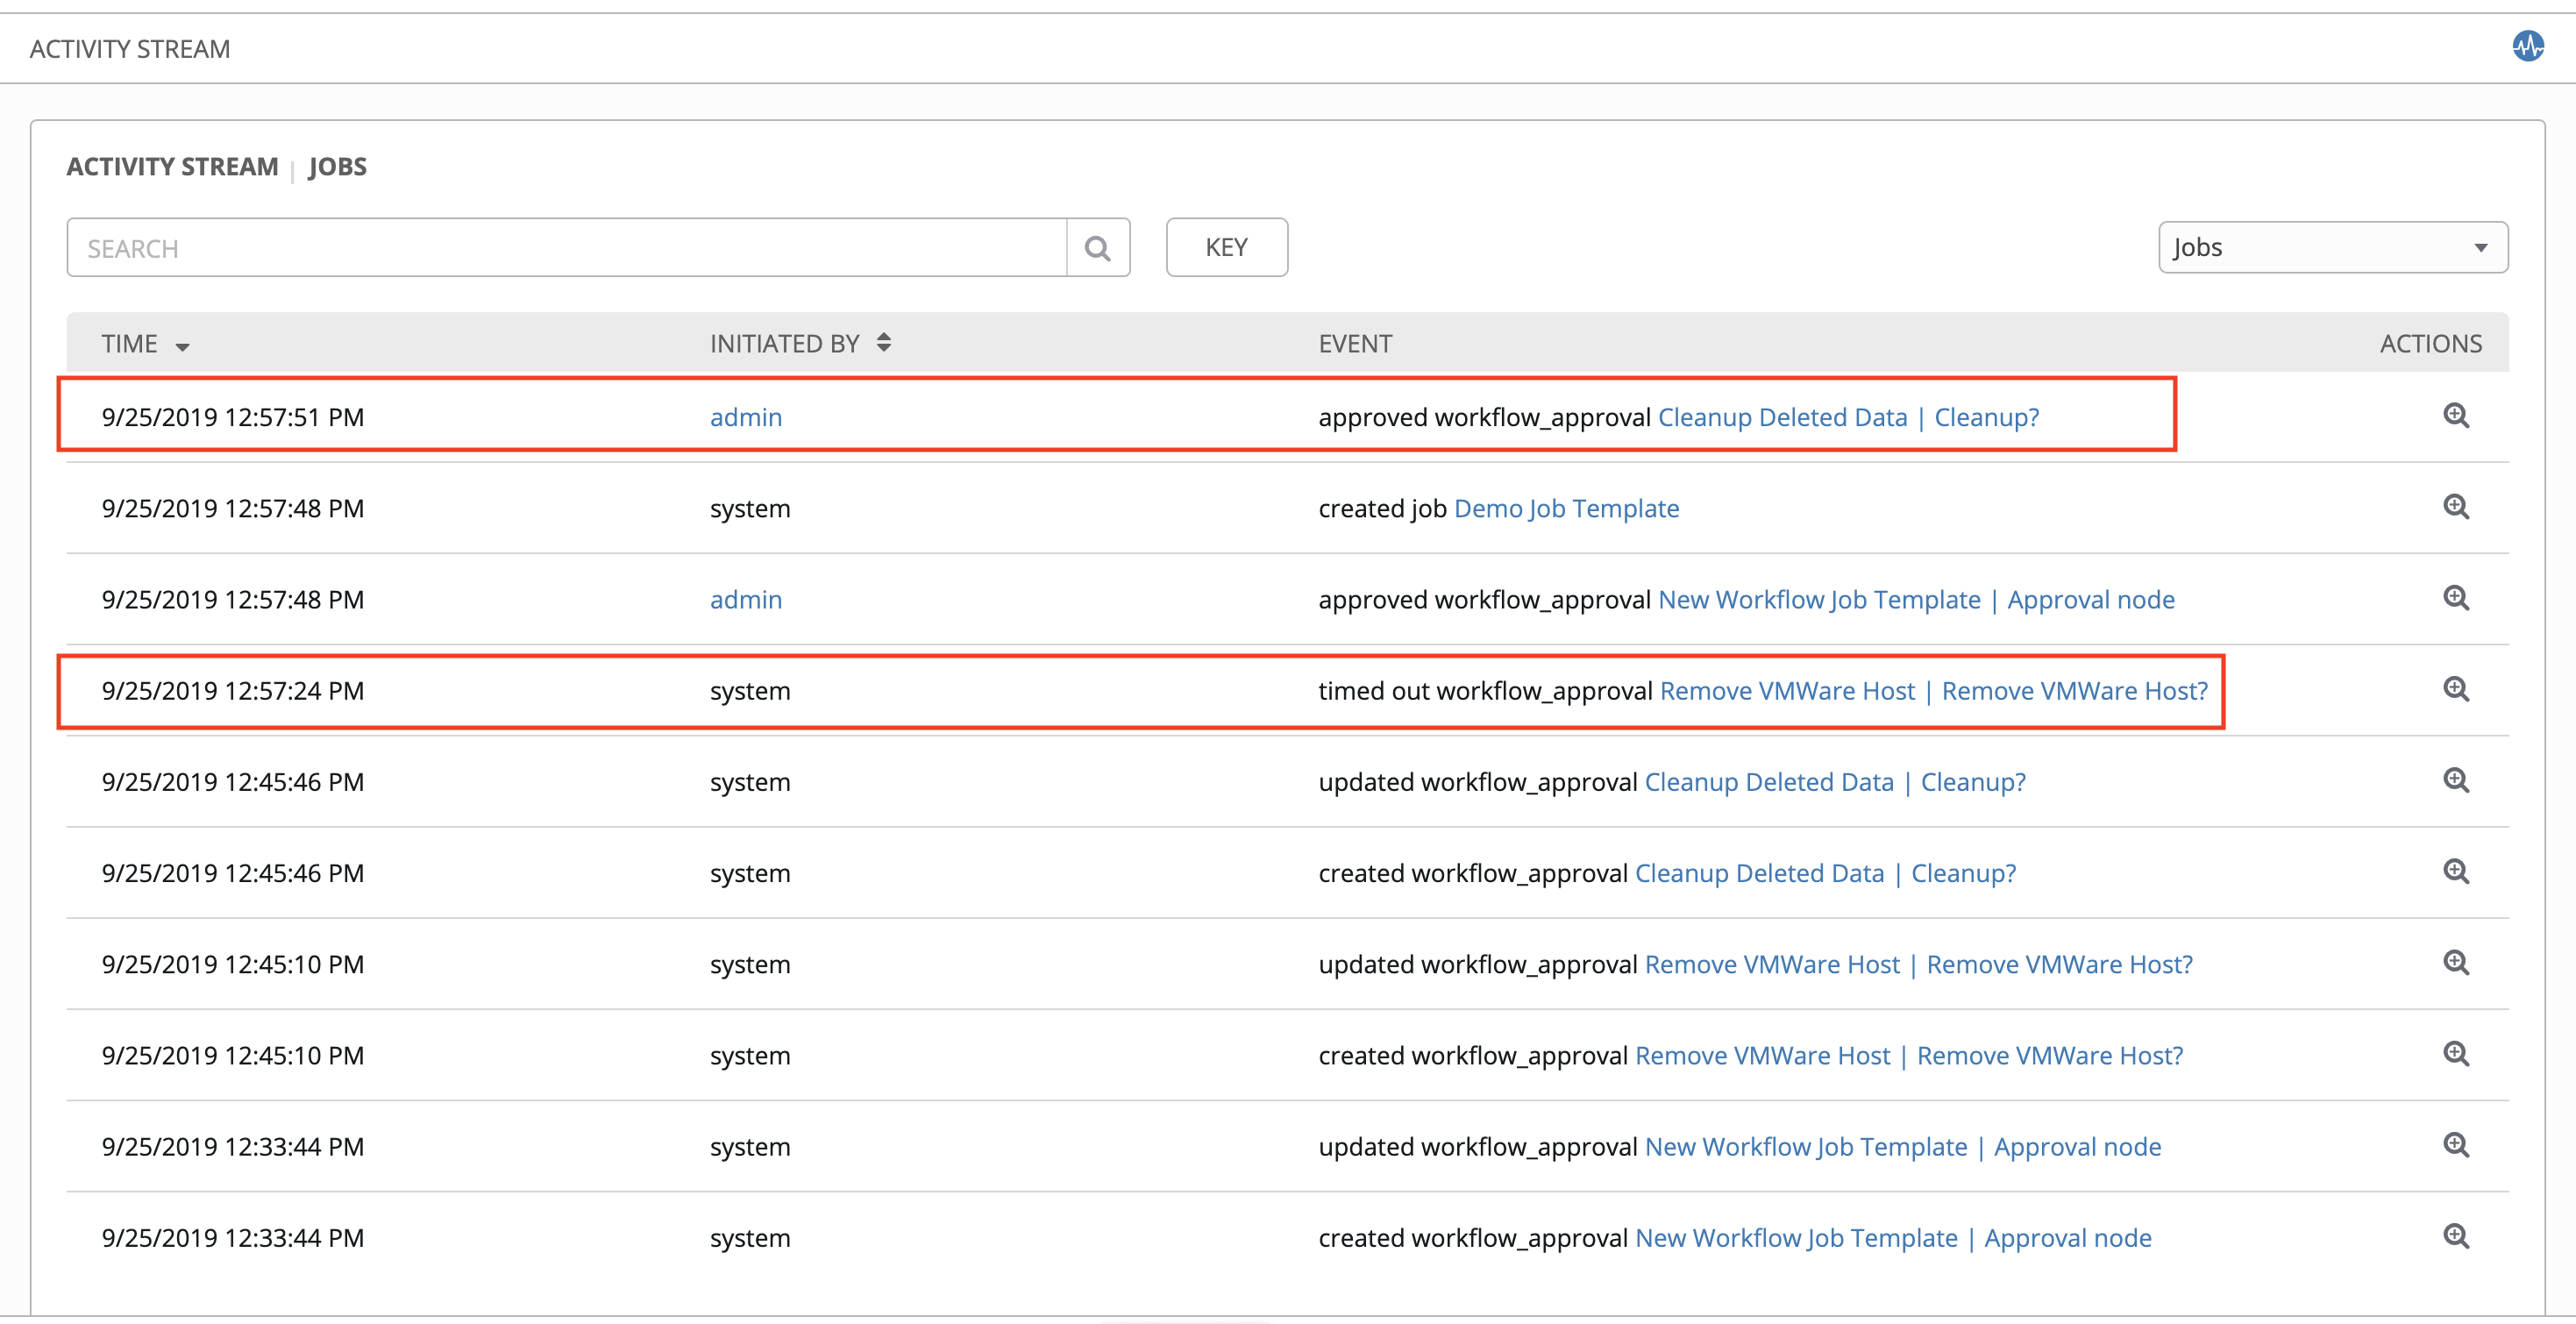 ACTIVITY STREAM
ACTIVITY STREAM | JOBS
SEARCH KEY Jobs
TIME INITIATED BY EVENT ACTIONS
9/25/2019 12:57:51 PM admin approved workflow_approval Cleanup Deleted Data | Cleanup?
9/25/2019 12:57:48 PM system created job Demo Job Template
9/25/2019 12:57:48 PM admin approved workflow_approval New Workflow Job Template | Approval node
9/25/2019 12:57:24 PM system timed out workflow_approval Remove VMWare Host | Remove VMWare Host?
9/25/2019 12:45:46 PM system updated workflow_approval Cleanup Deleted Data | Cleanup?
9/25/2019 12:45:46 PM system created workflow_approval Cleanup Deleted Data | Cleanup?
9/25/2019 12:45:10 PM system updated workflow_approval Remove VMWare Host | Remove VMWare Host?
9/25/2019 12:45:10 PM system created workflow_approval Remove VMWare Host | Remove VMWare Host?
9/25/2019 12:33:44 PM system updated workflow_approval New Workflow Job Template | Approval node
9/25/2019 12:33:44 PM system created workflow_approval New Workflow Job Template | Approval node